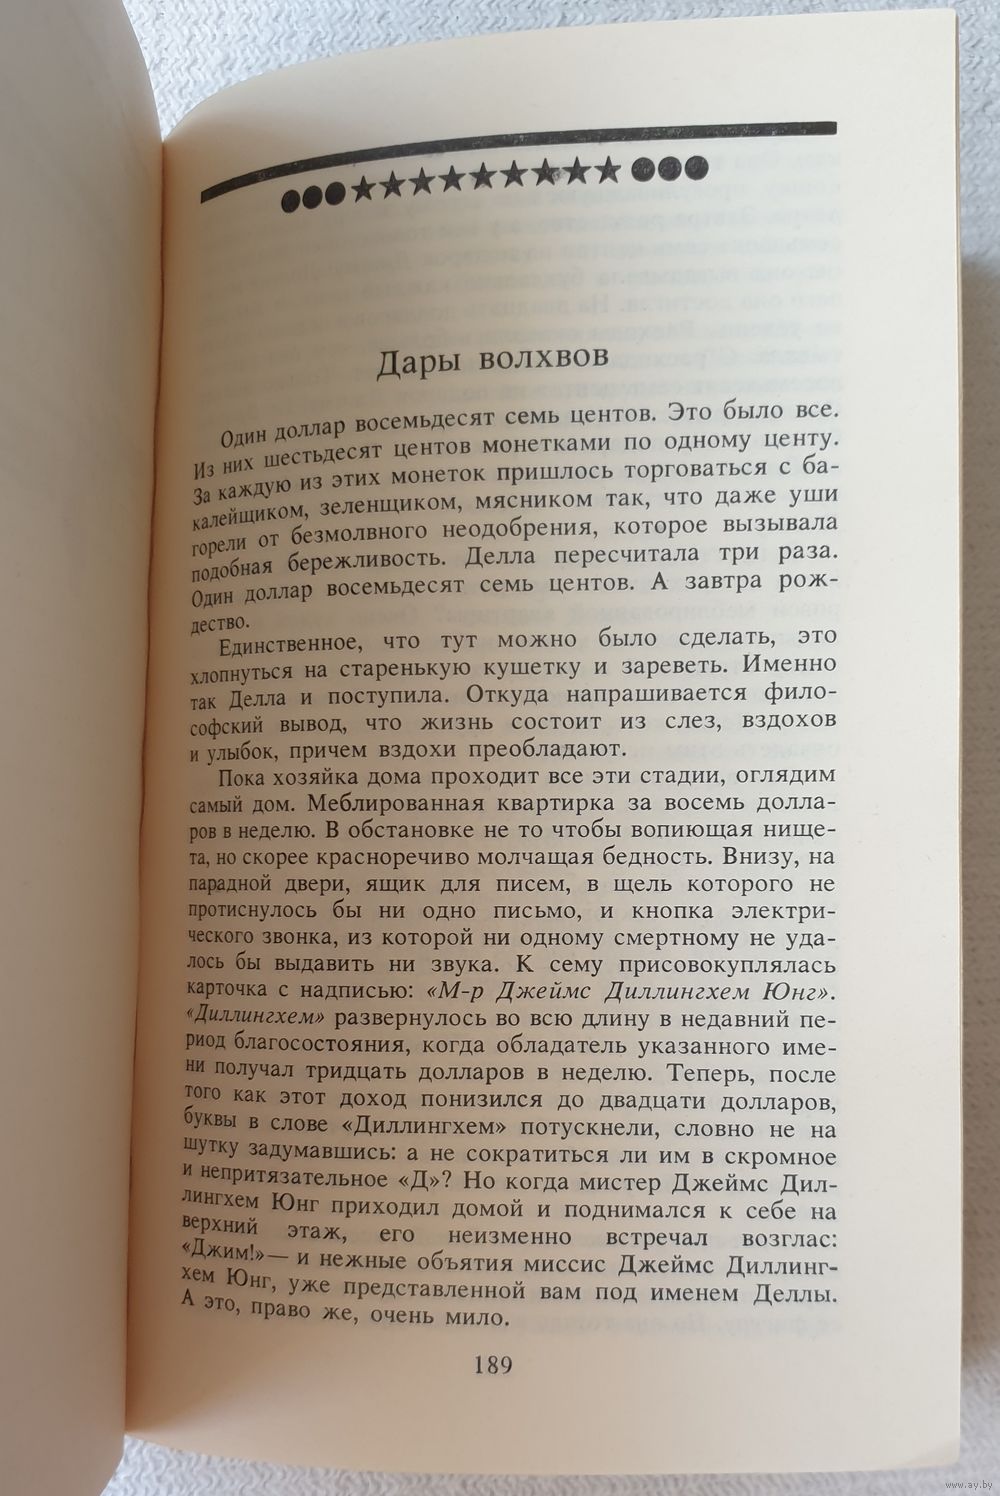 Дары волхвов
Один доллар восемьдесят семь центов. Это было все.
Из них шестьдесят центов монетками по одному центу.
За каждую из этих монеток пришлось торговаться с ба-
калейщиком, зеленщиком, мясником так, что даже уши
горели от безмолвного неодобрения, которое вызывала
подобная бережливость. Делла пересчитала три раза.
Один доллар восемьдесят семь центов. А завтра рож-
дество.
Единственное, что тут можно было сделать, это
хлопнуться на старенькую кушетку и зареветь. Именно
так Делла и поступила. Откуда напрашивается фило-
софский вывод, что жизнь состоит из слез, вздохов
и улыбок, причем вздохи преобладают.
Пока хозяйка дома проходит все эти стадии, оглядим
самый дом. Меблированная квартирка за восемь долла-
ров в неделю. В обстановке не то чтобы вопиющая нище-
та, но скорее красноречиво молчащая бедность. Внизу, на
парадной двери, ящик для писем, в щель которого не
протиснулось бы ни одно письмо, и кнопка электри-
ческого звонка, из которой ни одному смертному не уда-
лось бы выдавить ни звука. К сему присовокуплялась
карточка с надписью: «М-р Джеймс Диллингхем Юнг».
«Диллингхем» развернулось во всю длину в недавний пе-
риод благосостояния, когда обладатель указанного име-
ни получал тридцать долларов в неделю. Теперь, после
того как этот доход понизился до двадцати долларов,
буквы в слове «Диллингхем» потускнели, словно не на
шутку задумавшись: а не сократиться ли им в скромное
и непритязательное «Д»? Но когда мистер Джеймс Дил-
лингхем Юнг приходил домой и поднимался к себе на
верхний этаж, его неизменно встречал возглас:
«Джим!»— и нежные объятия миссис Джеймс Диллинг-
хем Юнг, уже представленной вам под именем Деллы.
А это, право же, очень мило.
189
www.ay.by